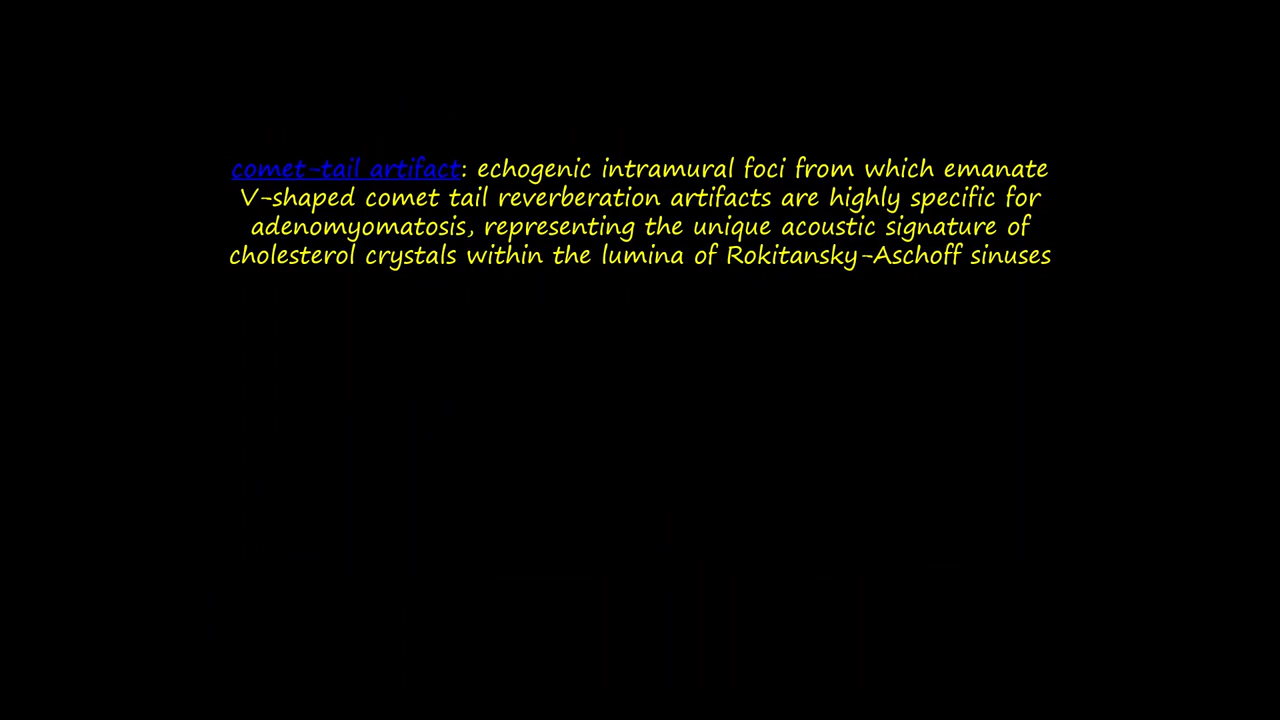 comet-tail artifact: echogenic intramural foci from which emanate
V-shaped comet tail reverberation artifacts are highly specific for
adenomyomatosis, representing the unique acoustic signature of
cholesterol crystals within the lumina of Rokitansky-Aschoff sinuses